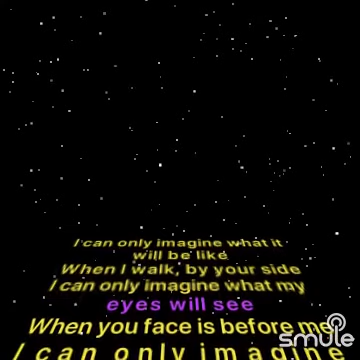 I can only imagine what it
will be like
When I walk, by your side
I can only imagine what my
eyes will see
When you face is before me
I can only imagine
smule